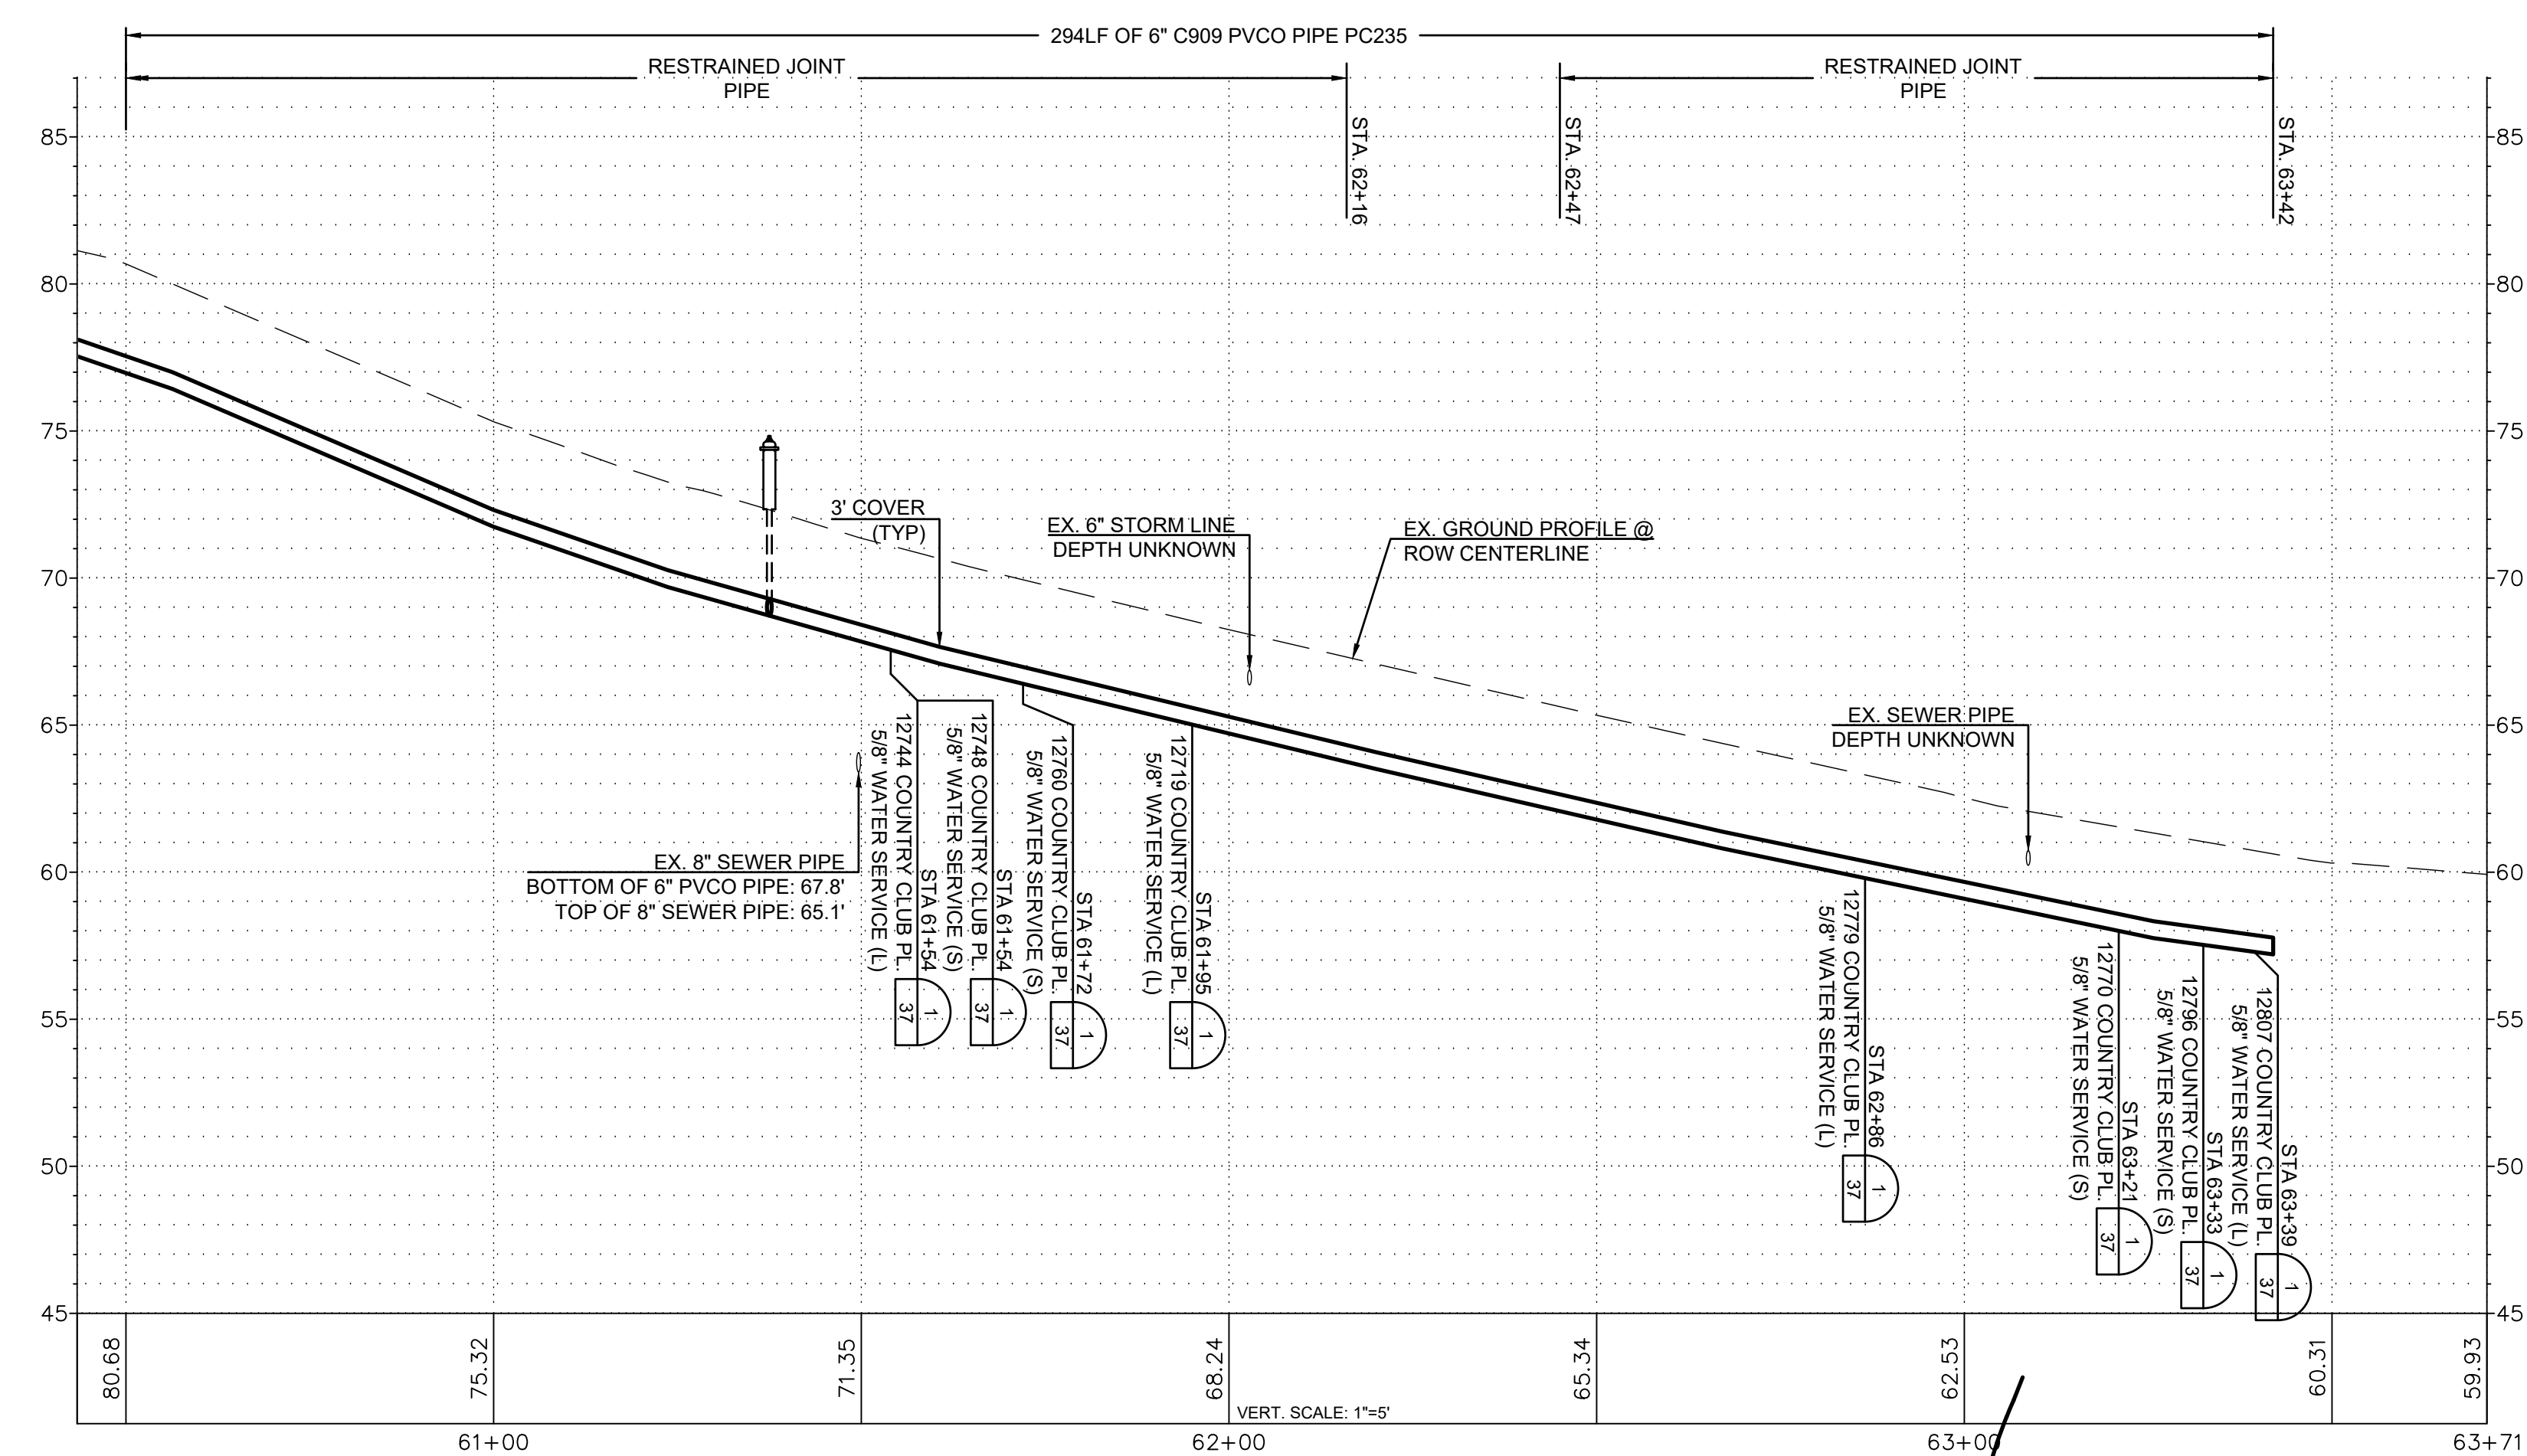 294LF OF 6" C909 PVCO PIPE PC235
RESTRAINED JOINT
PIPE
RESTRAINED JOINT
PIPE
STA. 62+16
STA. 62+47
STA. 63+42
85
85
80
80
75
75
70
70
65
65
60
60
55
55
50
50
45
45
3' COVER
(TYP)
EX. 6" STORM LINE
DEPTH UNKNOWN
EX. GROUND PROFILE @
ROW CENTERLINE
EX. SEWER PIPE
DEPTH UNKNOWN
EX. 8" SEWER PIPE
BOTTOM OF 6" PVCO PIPE: 67.8'
TOP OF 8" SEWER PIPE: 65.1'
STA 61+54
12744 COUNTRY CLUB PL.
5/8" WATER SERVICE (L)
1
37
STA 61+54
12748 COUNTRY CLUB PL.
5/8" WATER SERVICE (S)
1
37
STA 61+72
12760 COUNTRY CLUB PL.
5/8" WATER SERVICE (S)
1
37
STA 61+95
12719 COUNTRY CLUB PL.
5/8" WATER SERVICE (L)
1
37
STA 62+86
12779 COUNTRY CLUB PL.
5/8" WATER SERVICE (L)
1
37
STA 63+21
12770 COUNTRY CLUB PL.
5/8" WATER SERVICE (S)
1
37
STA 63+33
12796 COUNTRY CLUB PL.
5/8" WATER SERVICE (S)
1
37
STA 63+39
12807 COUNTRY CLUB PL.
5/8" WATER SERVICE (L)
1
37
80.68
75.32
71.35
68.24
65.34
62.53
60.31
59.93
VERT. SCALE: 1"=5'
61+00
62+00
63+00
63+71